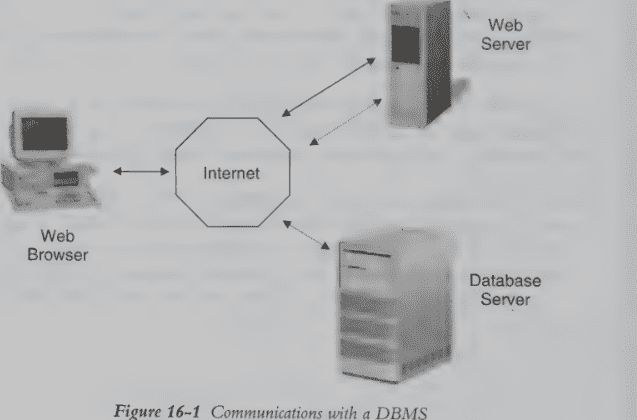 Web
Server
Internet
Web
Browser
Database
Server
Figure 16-1 Communications with a DBMS